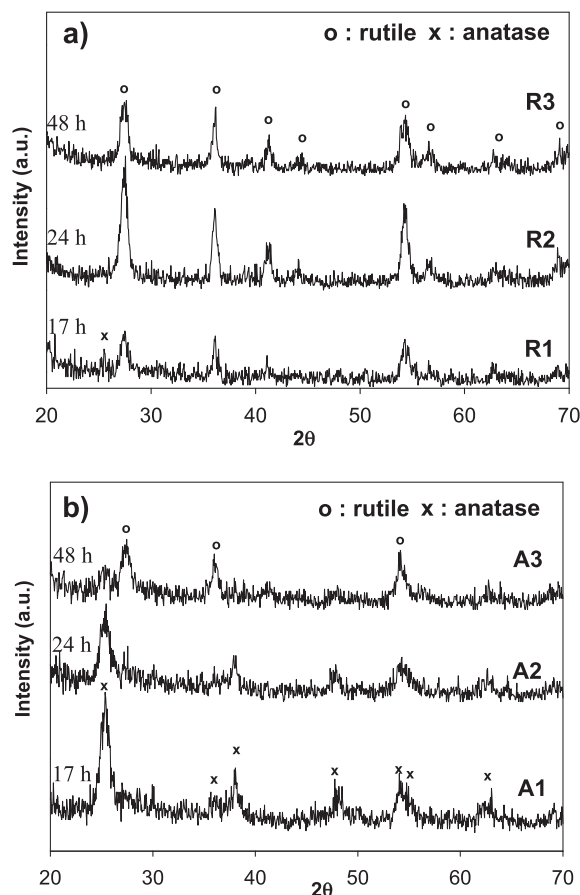 a)
o : rutile x : anatase
R3
48 h
o o o o o o o o
24 h
R2
17 h
x
R1
Intensity (a.u.)
20 30 40 50 60 70
2θ
b)
o : rutile x : anatase
48 h
o o o
A3
24 h
A2
x x x x x x x
17 h
A1
Intensity (a.u.)
20 30 40 50 60 70
2θ